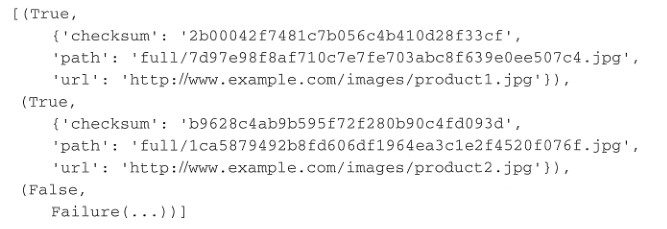 [(True,
{'checksum': '2b00042f7481c7b056c4b410d28f33cf',
'path': 'full/7d97e98f8af710c7e7fe703abc8f639e0ee507c4.jpg',
'url': 'http://www.example.com/images/product1.jpg'}),
(True,
{'checksum': 'b9628c4ab9b595f72f280b90c4fd093d',
'path': 'full/1ca5879492b8fd606df1964ea3c1e2f4520f076f.jpg',
'url': 'http://www.example.com/images/product2.jpg'}),
(False,
Failure(...))]